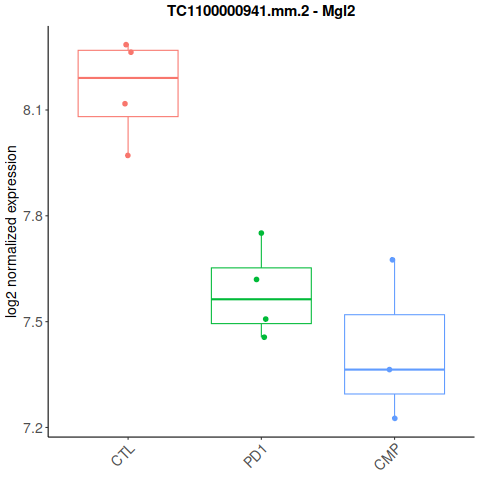 TC1100000941.mm.2 - Mgl2
log2 normalized expression
8.1
7.8
7.5
7.2
CTL
PD1
CMP